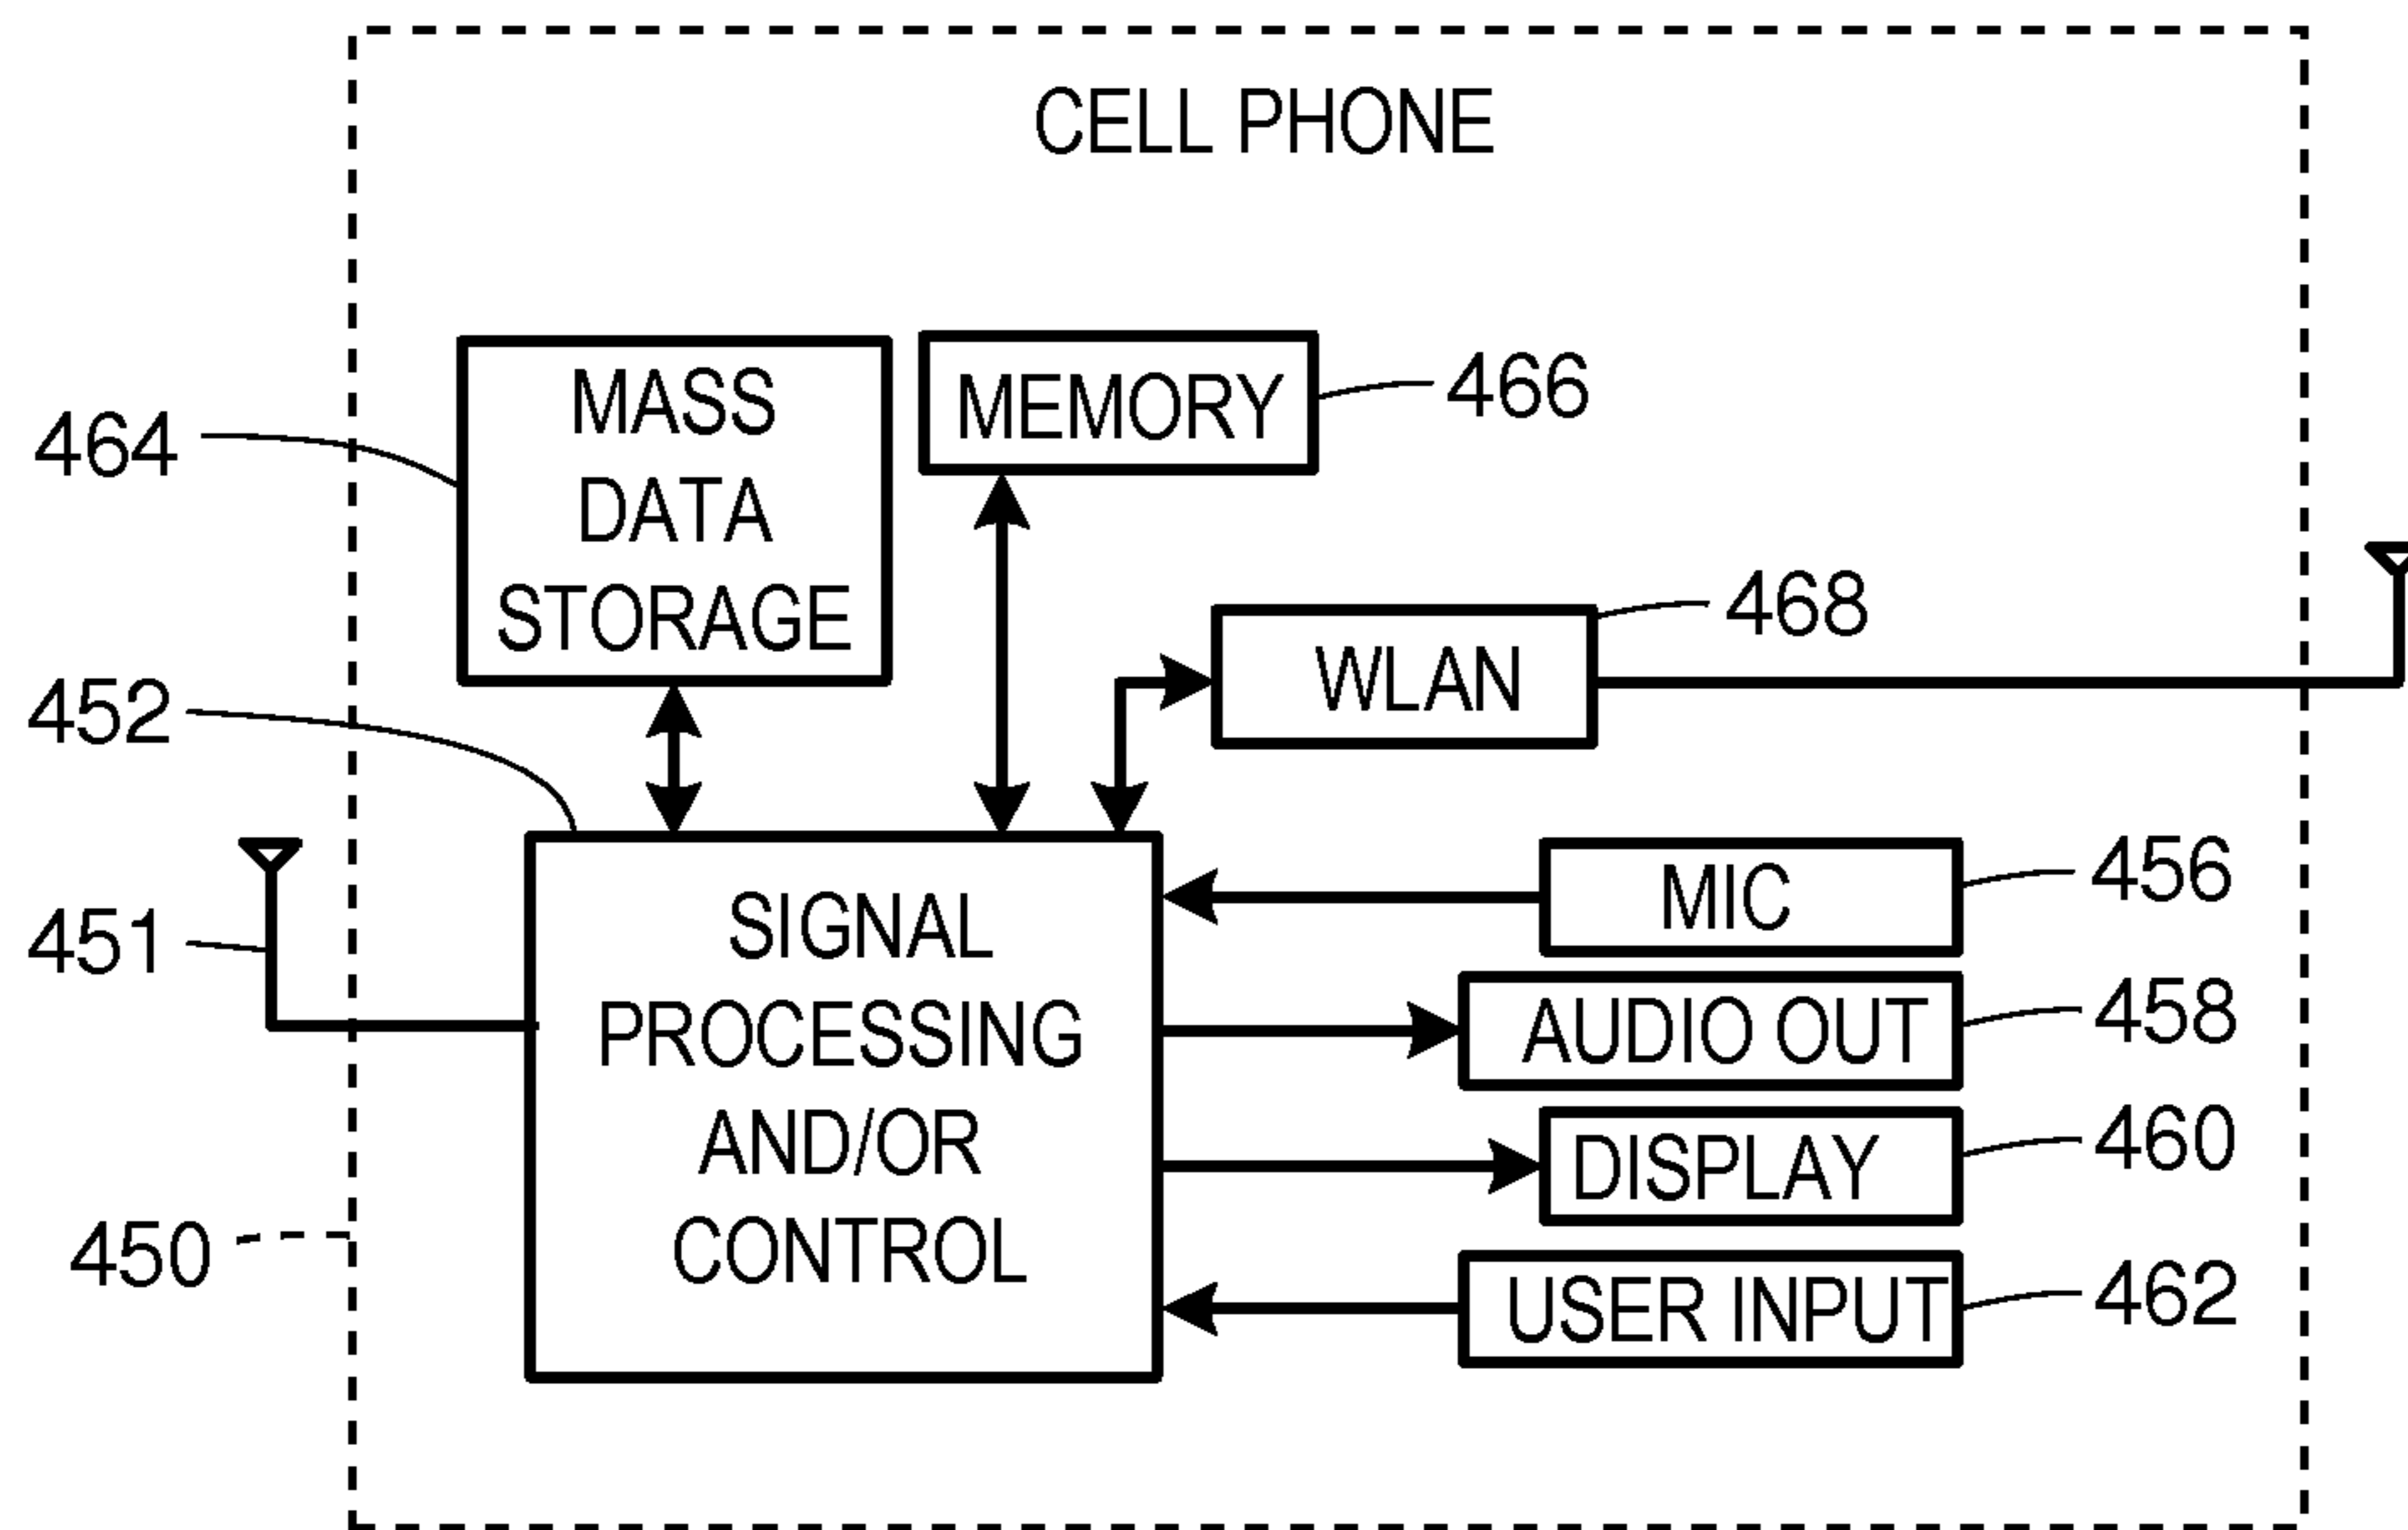 CELL PHONE
MASS
DATA
STORAGE
MEMORY
466
464
468
WLAN
452
SIGNAL
PROCESSING
AND/OR
CONTROL
451
450
MIC
456
AUDIO OUT
458
DISPLAY
460
USER INPUT
462